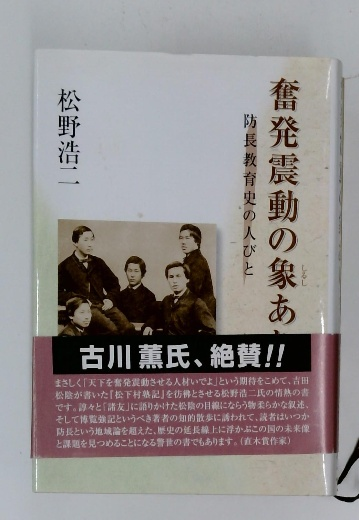 奮発震動の象あ
しるし
防長教育史の人びと
松野浩二
古川 薫氏、絶賛!!
まさしく「天下を奮発震動させる人材いでよ」という期待をこめて、吉田
松陰が書いた『松下村塾記』を彷彿とさせる松野浩二氏の情熱の書
です。諄々と「諸友」に語りかけた松陰の目線にならう物柔らかな叙述、
そして博覧強記というべき著者の知的散歩に誘われて、読者はいつか
防長という地域論を超えた、歴史の延長線上に浮かぶこの国の未来像
と課題を見つめることになる警世の書でもあります。（直木賞作家）